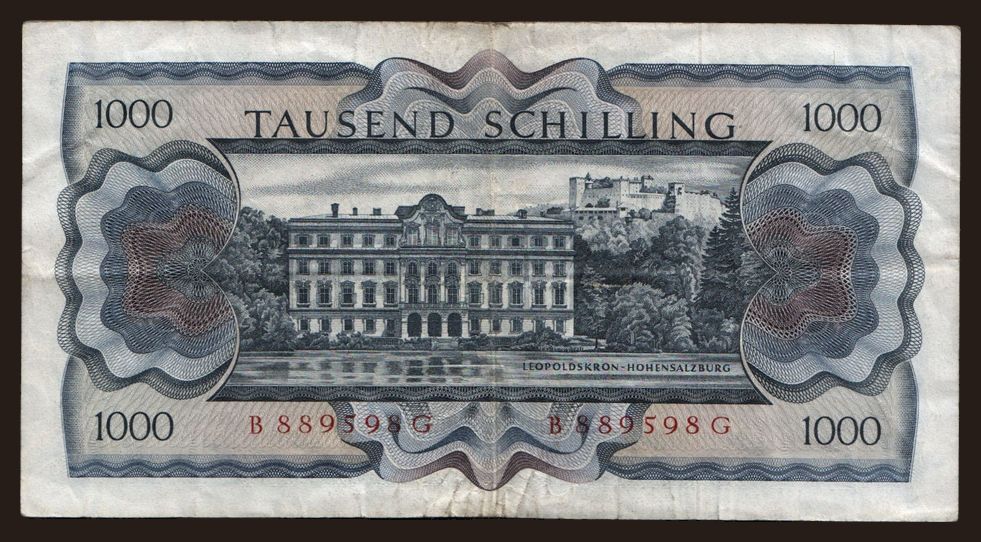 1000 1000
TAUSEND SCHILLING
LEOPOLDSKRON-HOHENSALZBURG
1000 B 889598 G B 889598 G 1000